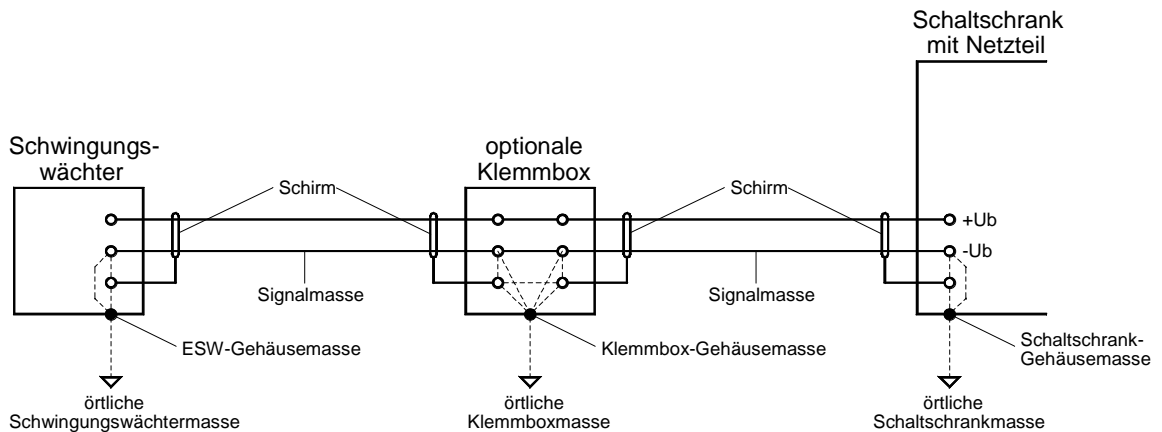 Schaltschrank
mit Netzteil
Schwingungs-
wächter
optionale
Klemmbox
Schirm
Schirm
+Ub
-Ub
Signalmasse
Signalmasse
ESW-Gehäusemasse
Klemmbox-Gehäusemasse
Schaltschrank-
Gehäusemasse
örtliche
Schwingungswächtermasse
örtliche
Klemmboxmasse
örtliche
Schaltschrankmasse